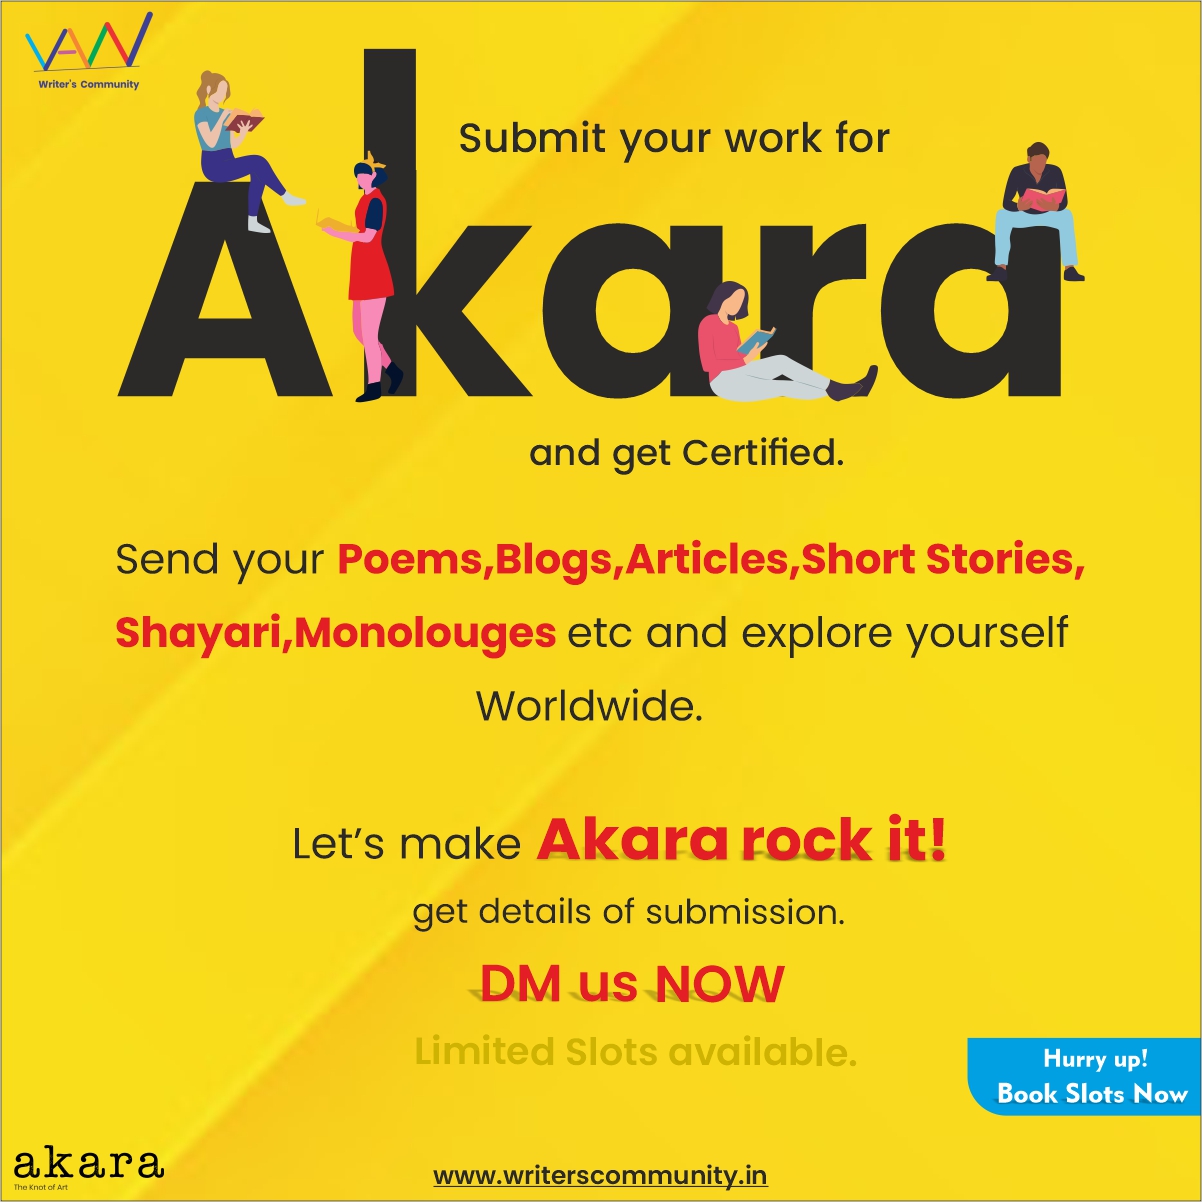 VAW
Writer's Community
Submit your work for
Akara
and get Certified.
Send your Poems,Blogs,Articles,Short Stories,
Shayari,Monolouges etc and explore yourself
Worldwide.
Let's make Akara rock it!
get details of submission.
DM us NOW
Limited Slots available.
Hurry up!
Book Slots Now
akara
The Knot of Art
www.writerscommunity.in